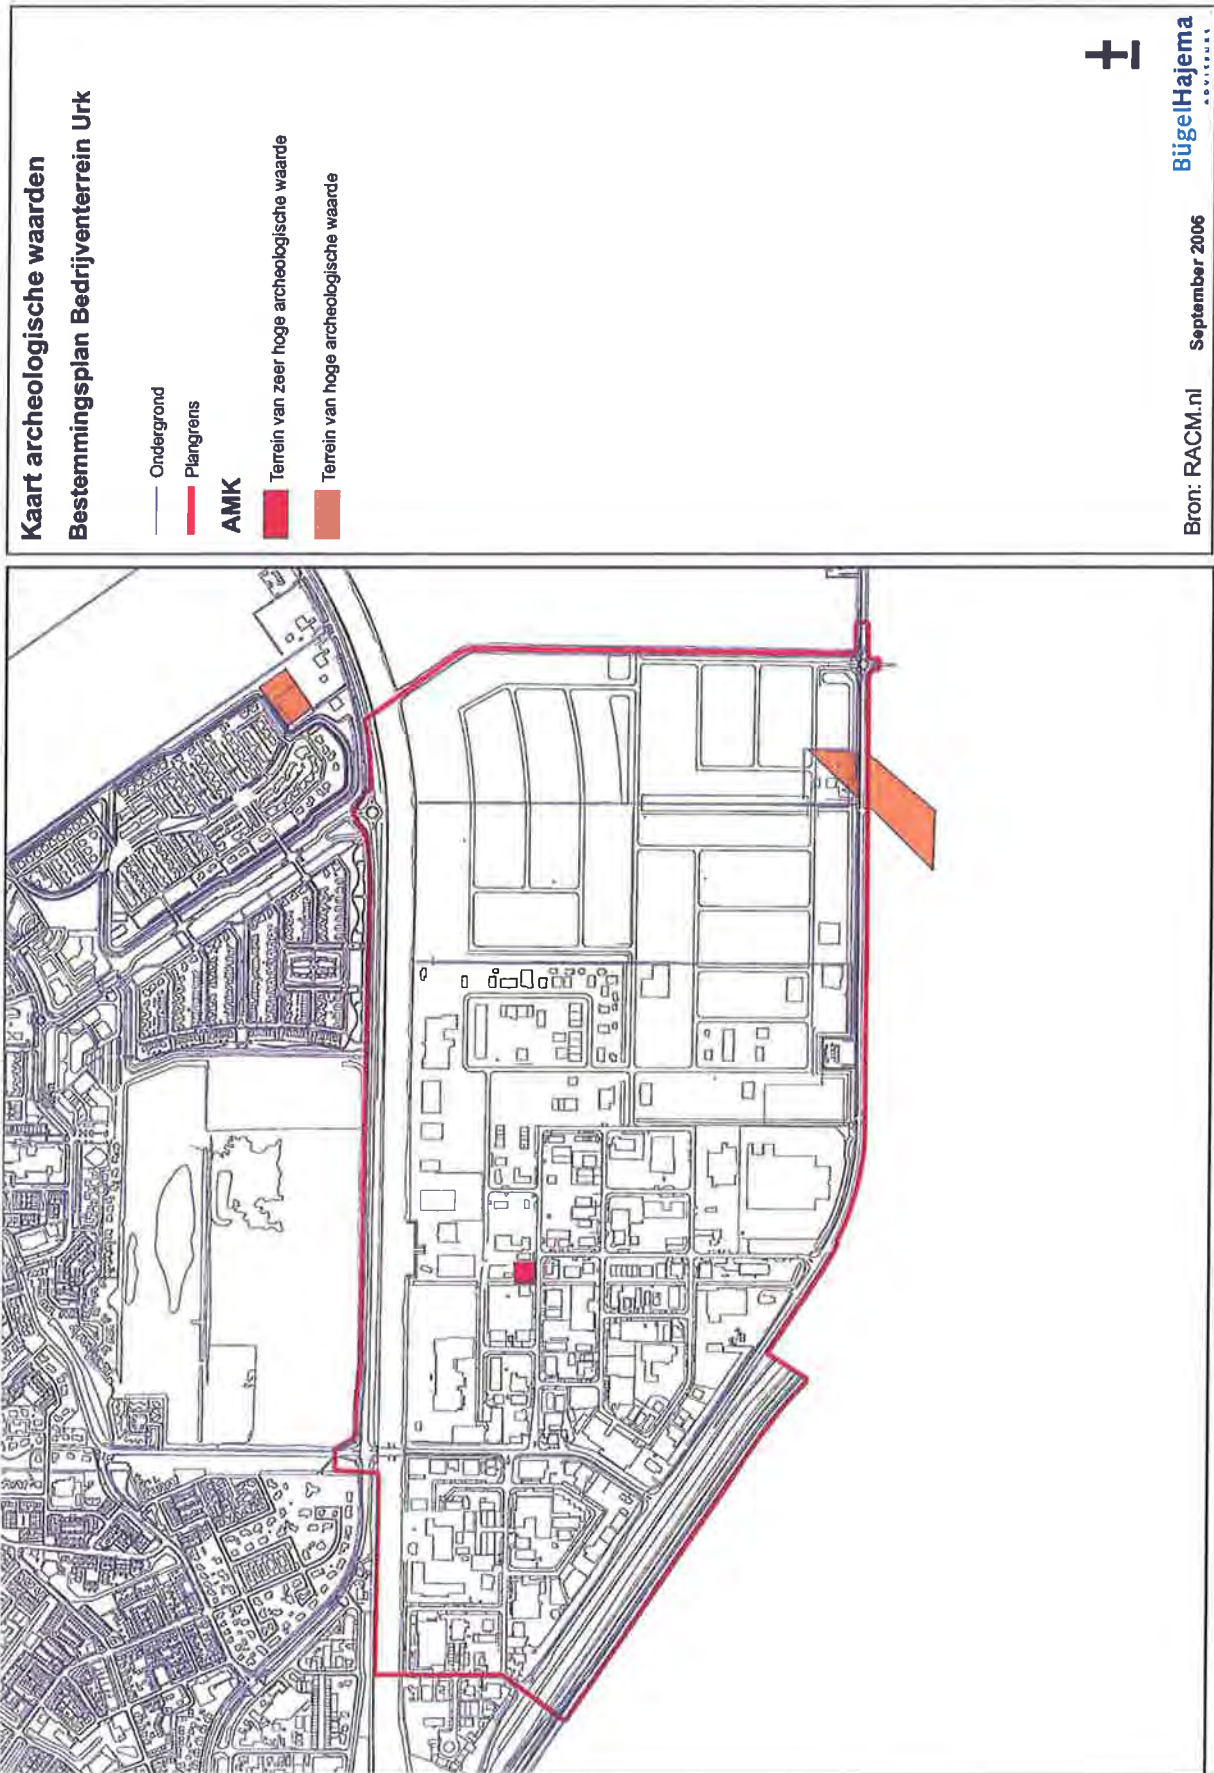 Kaart archeologische waarden
Bestemmingsplan Bedrijventerrein Urk
Ondergrond
Plangrens
AMK
Terrein van zeer hoge archeologische waarde
Terrein van hoge archeologische waarde
Bron: RACM.nl
September 2006
BügelHajema